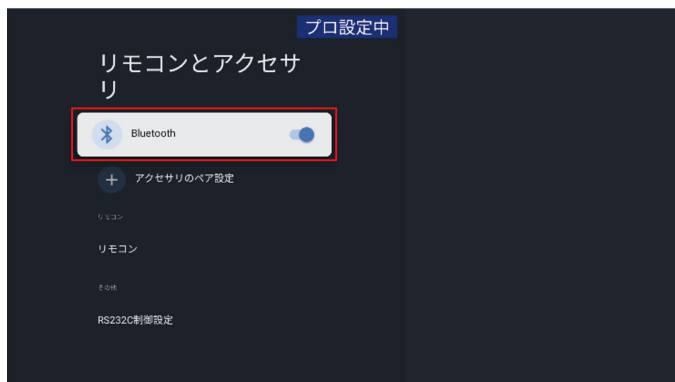 プロ設定中
リモコンとアクセサ
リ
Bluetooth
アクセサリのペア設定
リモコン
リモコン
その他
RS232C制御設定